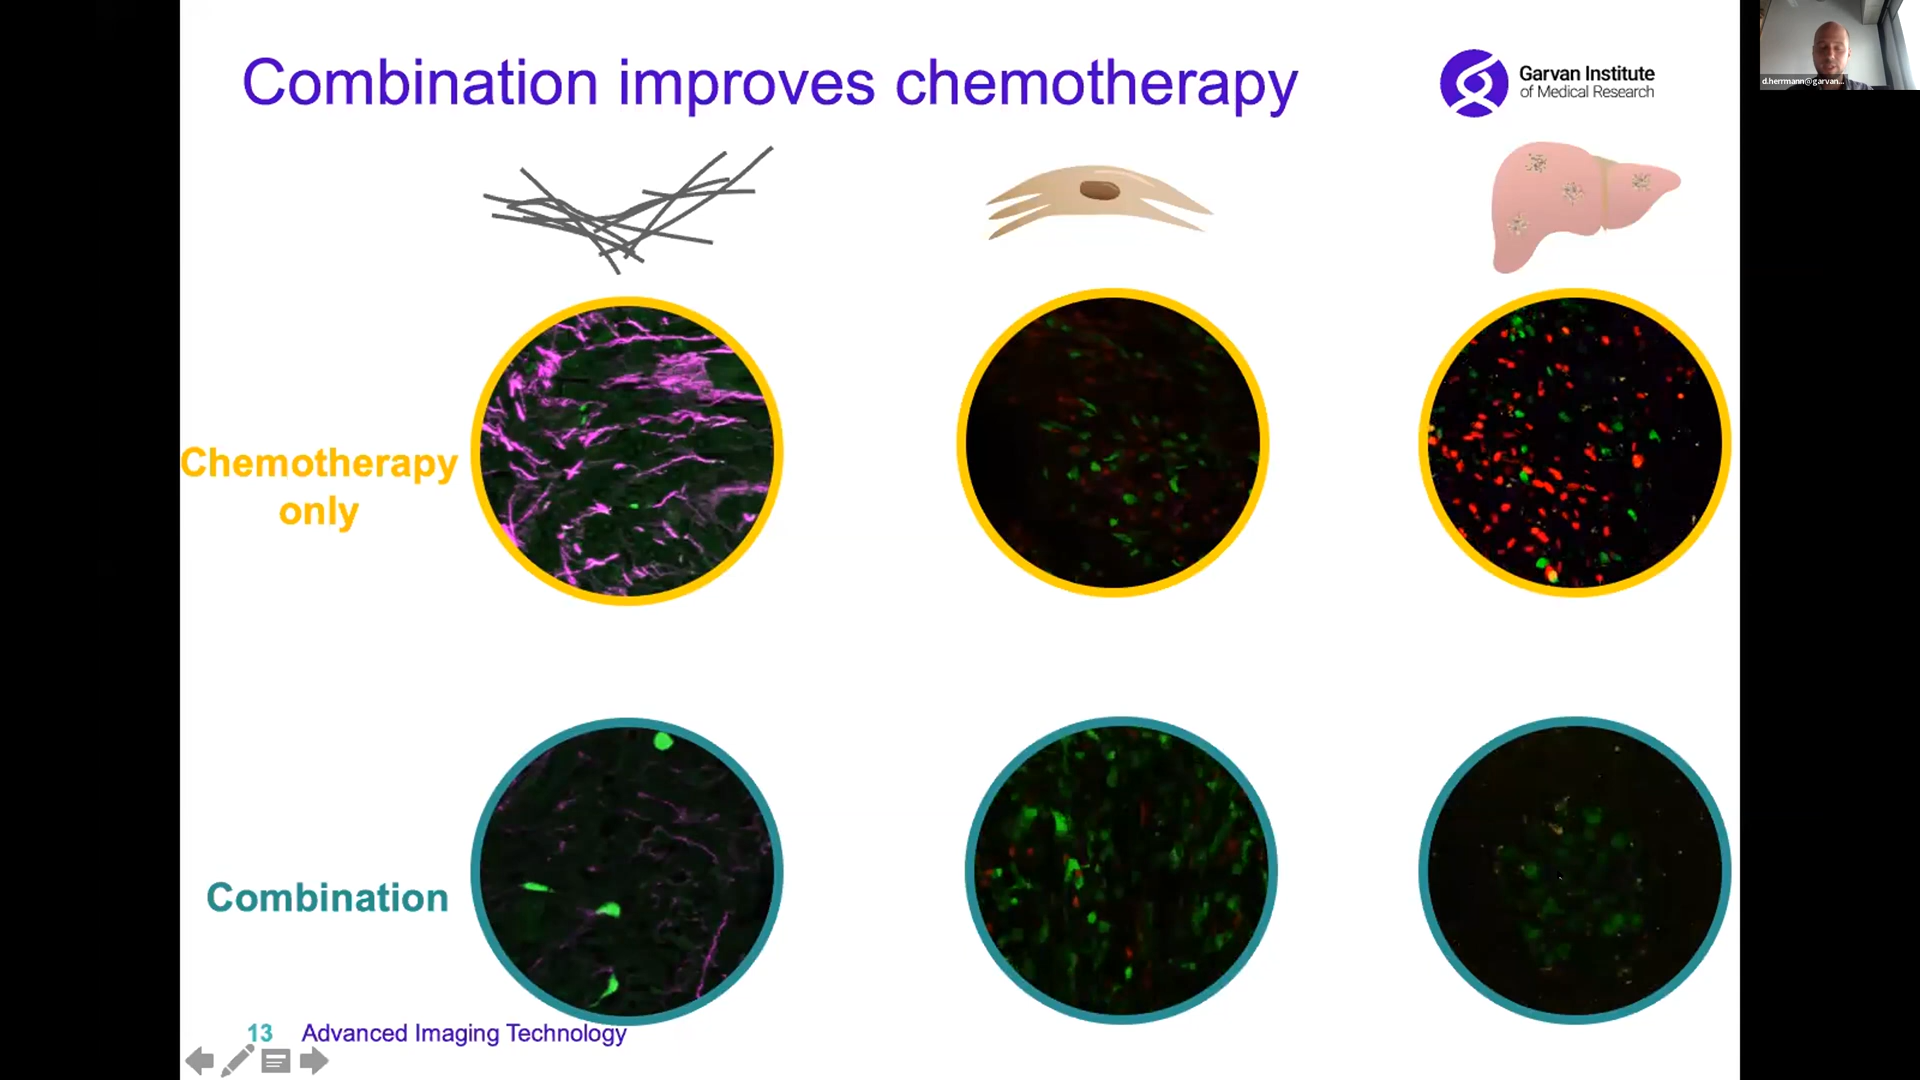 Combination improves chemotherapy
Garvan Institute
of Medical Research
d.herrmann@garvan...
Chemotherapy
only
Combination
13 Advanced Imaging Technology